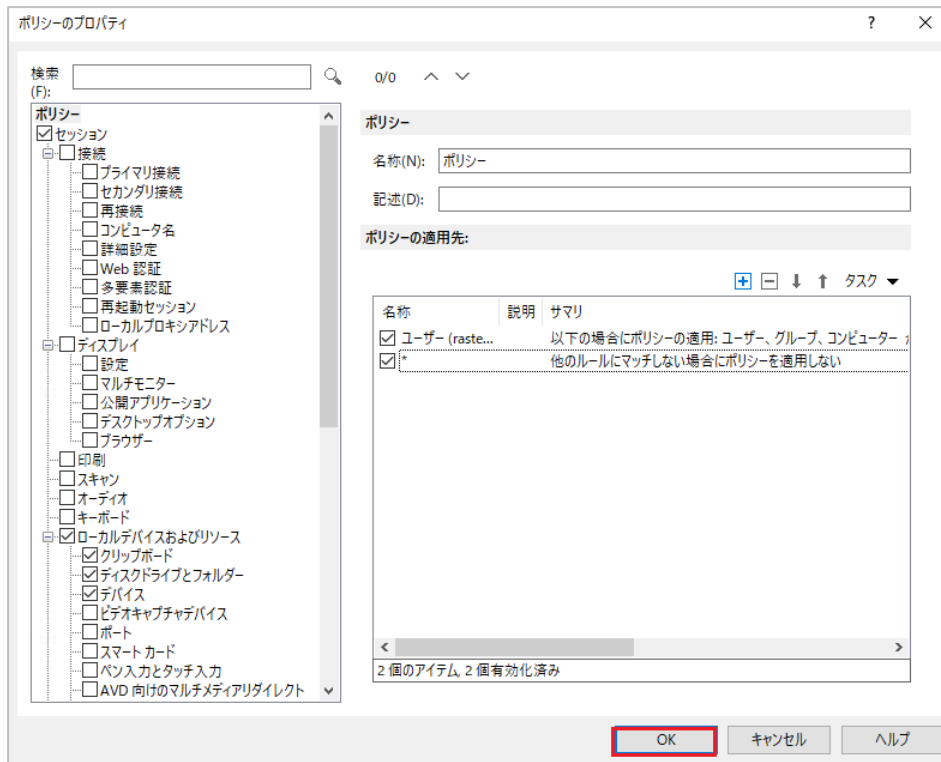 ポリシーのプロパティ
?
検索
(F):
0/0
ポリシー
セッション
接続
プライマリ接続
セカンダリ接続
再接続
コンピュータ名
詳細設定
Web 認証
多要素認証
再起動セッション
ローカルプロキシアドレス
ディスプレイ
設定
マルチモニター
公開アプリケーション
デスクトップオプション
ブラウザー
印刷
スキャン
オーディオ
キーボード
ローカルデバイスおよびリソース
クリップボード
ディスクドライブとフォルダー
デバイス
ビデオキャプチャデバイス
ポート
スマート カード
ペン入力とタッチ入力
AVD 向けのマルチメディアリダイレクト
ポリシー
名称(N): ポリシー
記述(D):
ポリシーの適用先:
タスク
名称 説明 サマリ
ユーザー (raste... 以下の場合にポリシーの適用: ユーザー、グループ、コンピューター
* 他のルールにマッチしない場合にポリシーを適用しない
2 個のアイテム, 2 個有効化済み
OK キャンセル ヘルプ